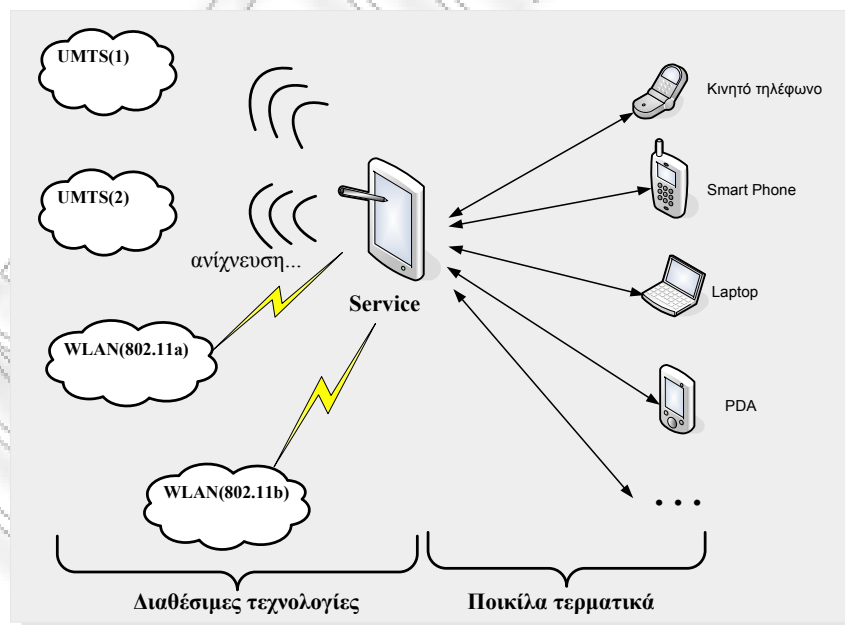 UMTS(1)
Κινητό τηλέφωνο
UMTS(2)
Smart Phone
ανίχνευση...
Service
Laptop
WLAN(802.11a)
PDA
WLAN(802.11b)
...
Διαθέσιμες τεχνολογίες
Ποικίλα τερματικά